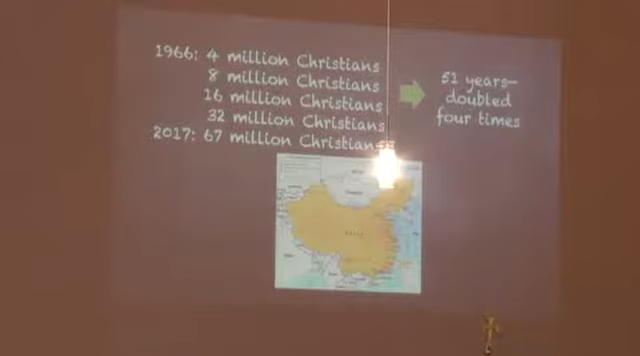 1966: 4 million Christians
8 million Christians
16 million Christians
32 million Christians
2017: 67 million Christians
51 years—
doubled
four times